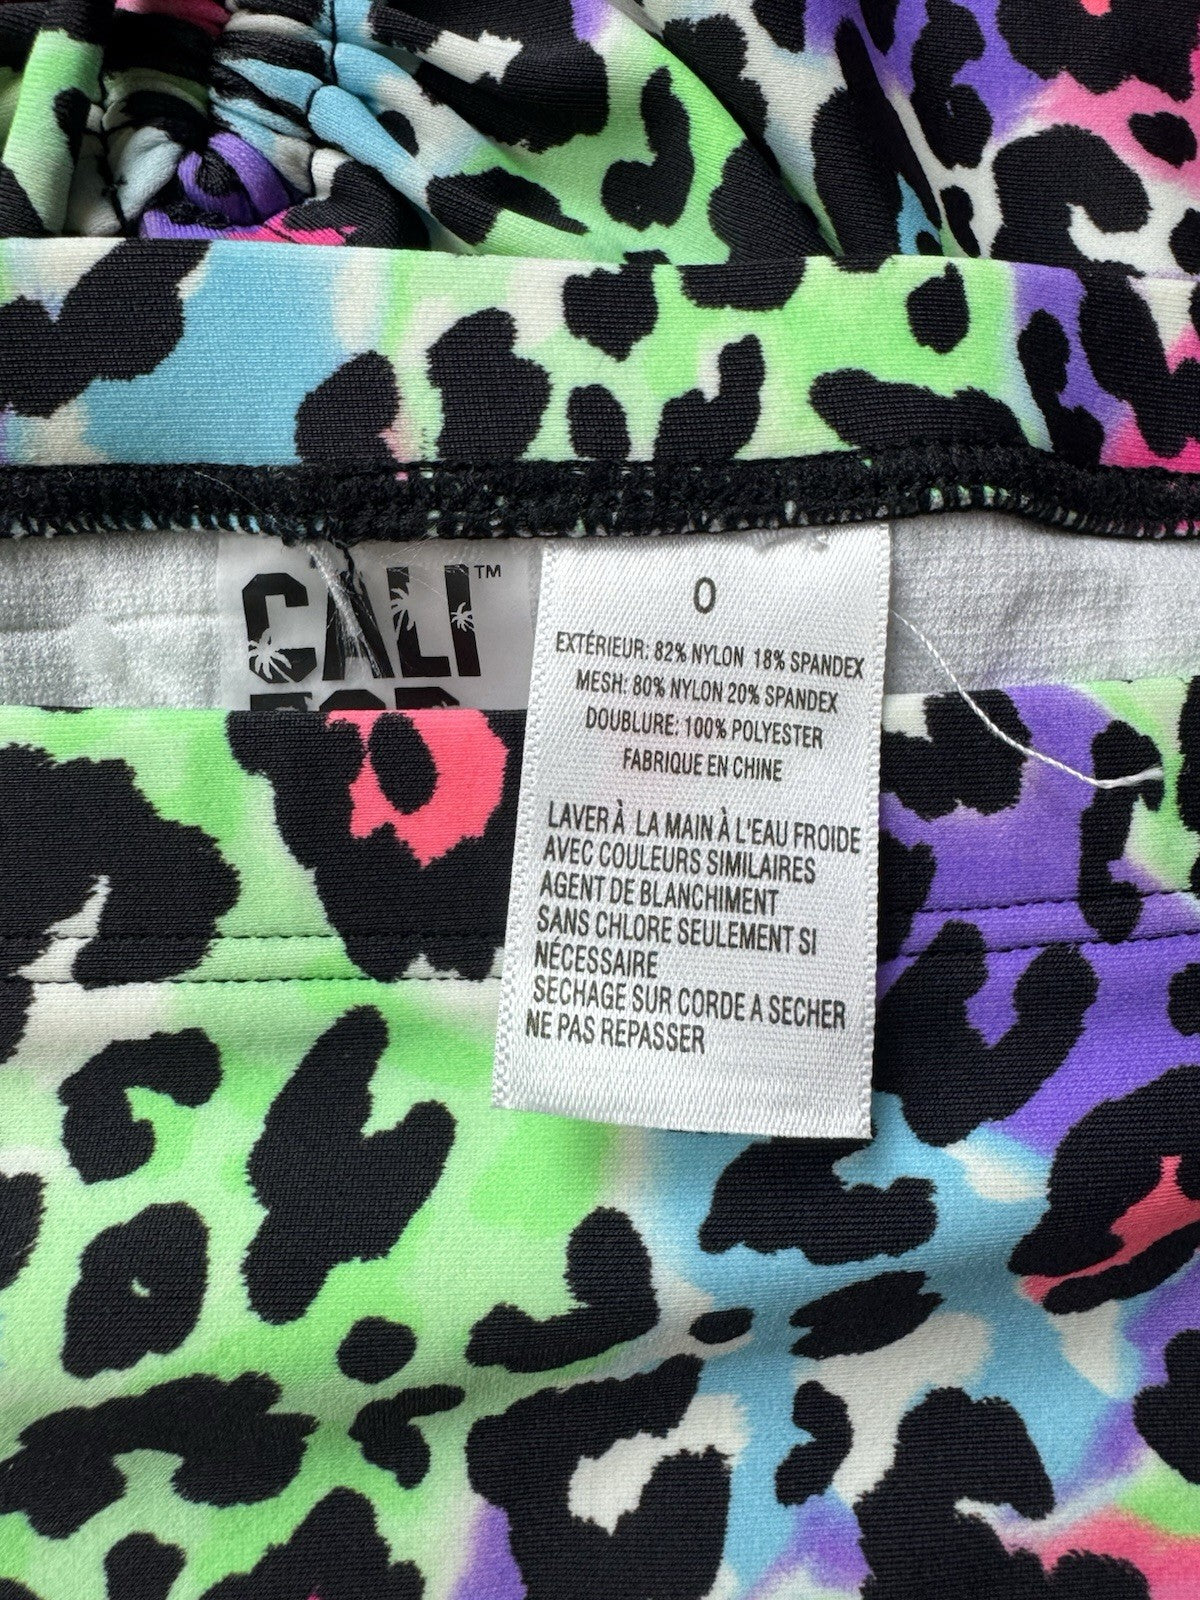 CALI™
0
EXTÉRIEUR: 82% NYLON 18% SPANDEX
MESH: 80% NYLON 20% SPANDEX
DOUBLURE: 100% POLYESTER
FABRIQUE EN CHINE
LAVER À LA MAIN À L'EAU FROIDE
AVEC COULEURS SIMILAIRES
AGENT DE BLANCHIMENT
SANS CHLORE SEULEMENT SI
NÉCESSAIRE
SECHAGE SUR CORDE A SECHER
NE PAS REPASSER